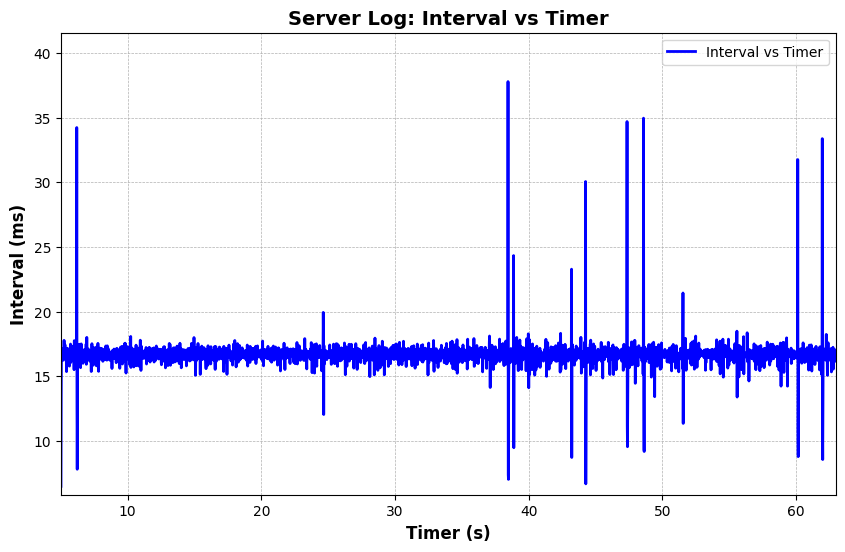 Server Log: Interval vs Timer
Interval vs Timer
Interval (ms)
40
35
30
25
20
15
10
10 20 30 40 50 60
Timer (s)